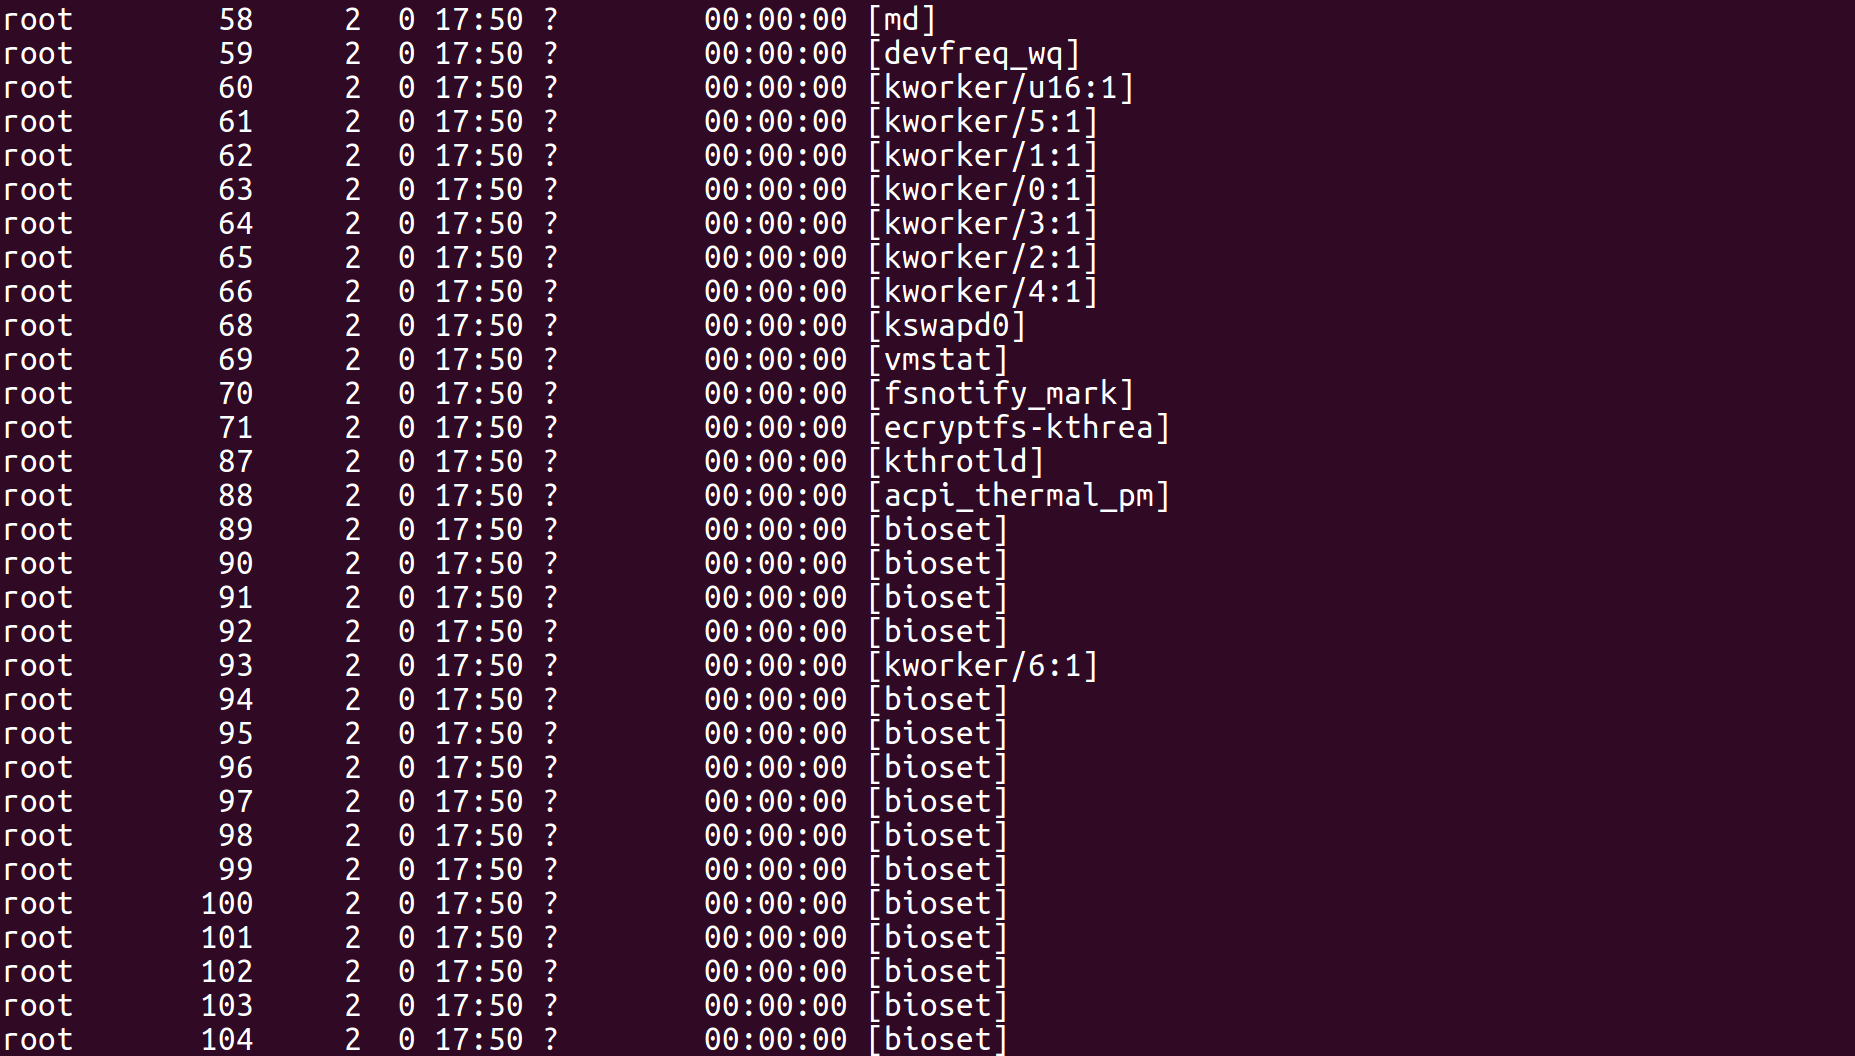 root        58     2  0 17:50 ?        00:00:00 [md]
root        59     2  0 17:50 ?        00:00:00 [devfreq_wq]
root        60     2  0 17:50 ?        00:00:00 [kworker/u16:1]
root        61     2  0 17:50 ?        00:00:00 [kworker/5:1]
root        62     2  0 17:50 ?        00:00:00 [kworker/1:1]
root        63     2  0 17:50 ?        00:00:00 [kworker/0:1]
root        64     2  0 17:50 ?        00:00:00 [kworker/3:1]
root        65     2  0 17:50 ?        00:00:00 [kworker/2:1]
root        66     2  0 17:50 ?        00:00:00 [kworker/4:1]
root        68     2  0 17:50 ?        00:00:00 [kswapd0]
root        69     2  0 17:50 ?        00:00:00 [vmstat]
root        70     2  0 17:50 ?        00:00:00 [fsnotify_mark]
root        71     2  0 17:50 ?        00:00:00 [ecryptfs-kthrea]
root        87     2  0 17:50 ?        00:00:00 [kthrotld]
root        88     2  0 17:50 ?        00:00:00 [acpi_thermal_pm]
root        89     2  0 17:50 ?        00:00:00 [bioset]
root        90     2  0 17:50 ?        00:00:00 [bioset]
root        91     2  0 17:50 ?        00:00:00 [bioset]
root        92     2  0 17:50 ?        00:00:00 [bioset]
root        93     2  0 17:50 ?        00:00:00 [kworker/6:1]
root        94     2  0 17:50 ?        00:00:00 [bioset]
root        95     2  0 17:50 ?        00:00:00 [bioset]
root        96     2  0 17:50 ?        00:00:00 [bioset]
root        97     2  0 17:50 ?        00:00:00 [bioset]
root        98     2  0 17:50 ?        00:00:00 [bioset]
root        99     2  0 17:50 ?        00:00:00 [bioset]
root       100     2  0 17:50 ?        00:00:00 [bioset]
root       101     2  0 17:50 ?        00:00:00 [bioset]
root       102     2  0 17:50 ?        00:00:00 [bioset]
root       103     2  0 17:50 ?        00:00:00 [bioset]
root       104     2  0 17:50 ?        00:00:00 [bioset]